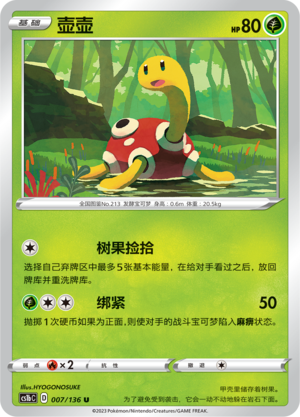 基础 壶壶 HP80
全国图鉴No.213 发酵宝可梦 身高：0.6m 体重：20.5kg
树果捡拾
选择自己弃牌区中最多5张基本能量，在给对手看过之后，放回
牌库并重洗牌库。
绑紧 50
抛掷1次硬币如果为正面，则使对手的战斗宝可梦陷入麻痹状态。
弱点 ×2 抵抗力 撤退
Illus.HYOGONOSUKE
CS1b C D 007/136 U
甲壳里储存着树果。
为了避免受到袭击，它会一动不动地躲在岩石下面。
©2023 Pokémon/Nintendo/Creatures/GAME FREAK.